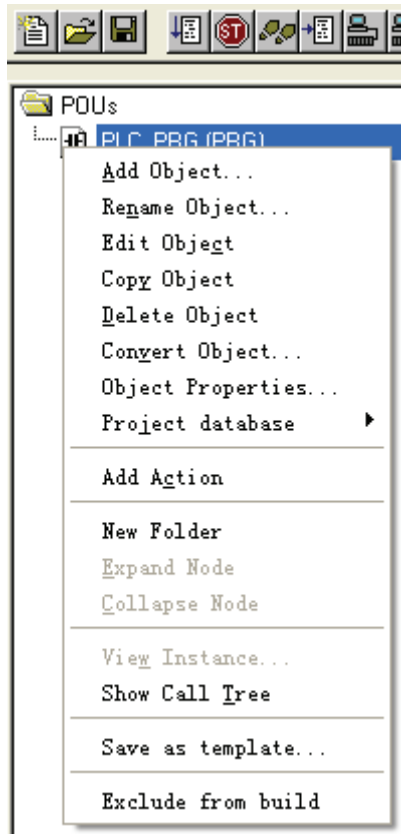 ST
POUs
PLC_PRG (PRG)
Add Object...
Rename Object...
Edit Object
Copy Object
Delete Object
Convert Object...
Object Properties...
Project database
Add Action
New Folder
Expand Node
Collapse Node
View Instance...
Show Call Tree
Save as template...
Exclude from build